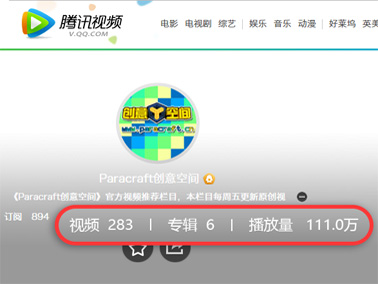 腾讯视频
V.QQ.COM
电影 电视剧 综艺 | 娱乐 音乐 动漫 | 好莱坞 英美
创意空间
www.paracraft.cn
Paracraft创意空间
《Paracraft创意空间》官方视频推荐栏目，本栏目每周五更新原创视
订阅 894
视频 283 | 专辑 6 | 播放量 111.0万